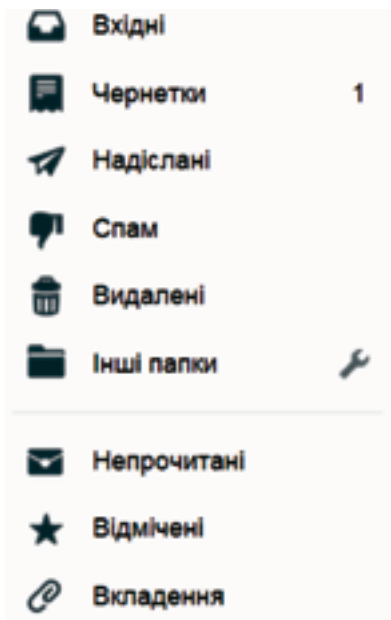 Вхідні
Чернетки 1
Надіслані
Спам
Видалені
Інші папки
Непрочитані
Відмічені
Вкладення